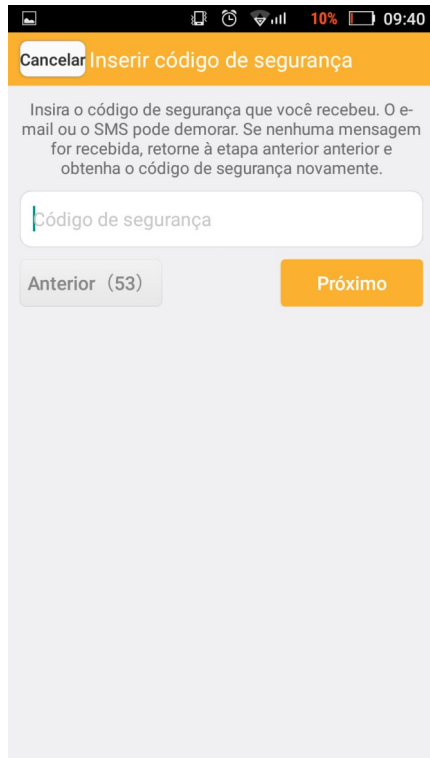 10% 09:40
Cancelar Inserir código de segurança
Insira o código de segurança que você recebeu. O e-
mail ou o SMS pode demorar. Se nenhuma mensagem
for recebida, retorne à etapa anterior anterior e
obtenha o código de segurança novamente.
Código de segurança
Anterior（53） Próximo